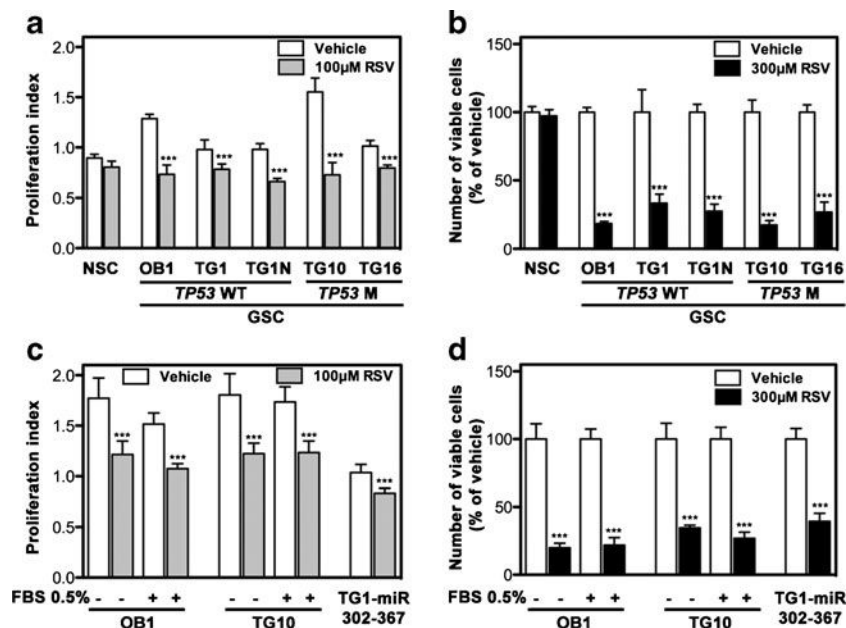 a
Proliferation index
2.0
1.5
1.0
0.5
0.0
Vehicle
100µM RSV
***
***
***
***
***
NSC OB1 TG1 TG1N TG10 TG16
TP53 WT TP53 M
GSC
b
Number of viable cells
(% of vehicle)
150
100
50
0
Vehicle
300µM RSV
***
***
***
***
***
NSC OB1 TG1 TG1N TG10 TG16
TP53 WT TP53 M
GSC
c
Proliferation index
2.0
1.5
1.0
0.5
0.0
Vehicle 100µM RSV
***
***
***
***
***
FBS 0.5% - - + + - - + + TG1-miR
OB1 TG10 302-367
d
Number of viable cells
(% of vehicle)
150
100
50
0
Vehicle
300µM RSV
***
***
***
***
***
FBS 0.5% - - + + - - + + TG1-miR
OB1 TG10 302-367